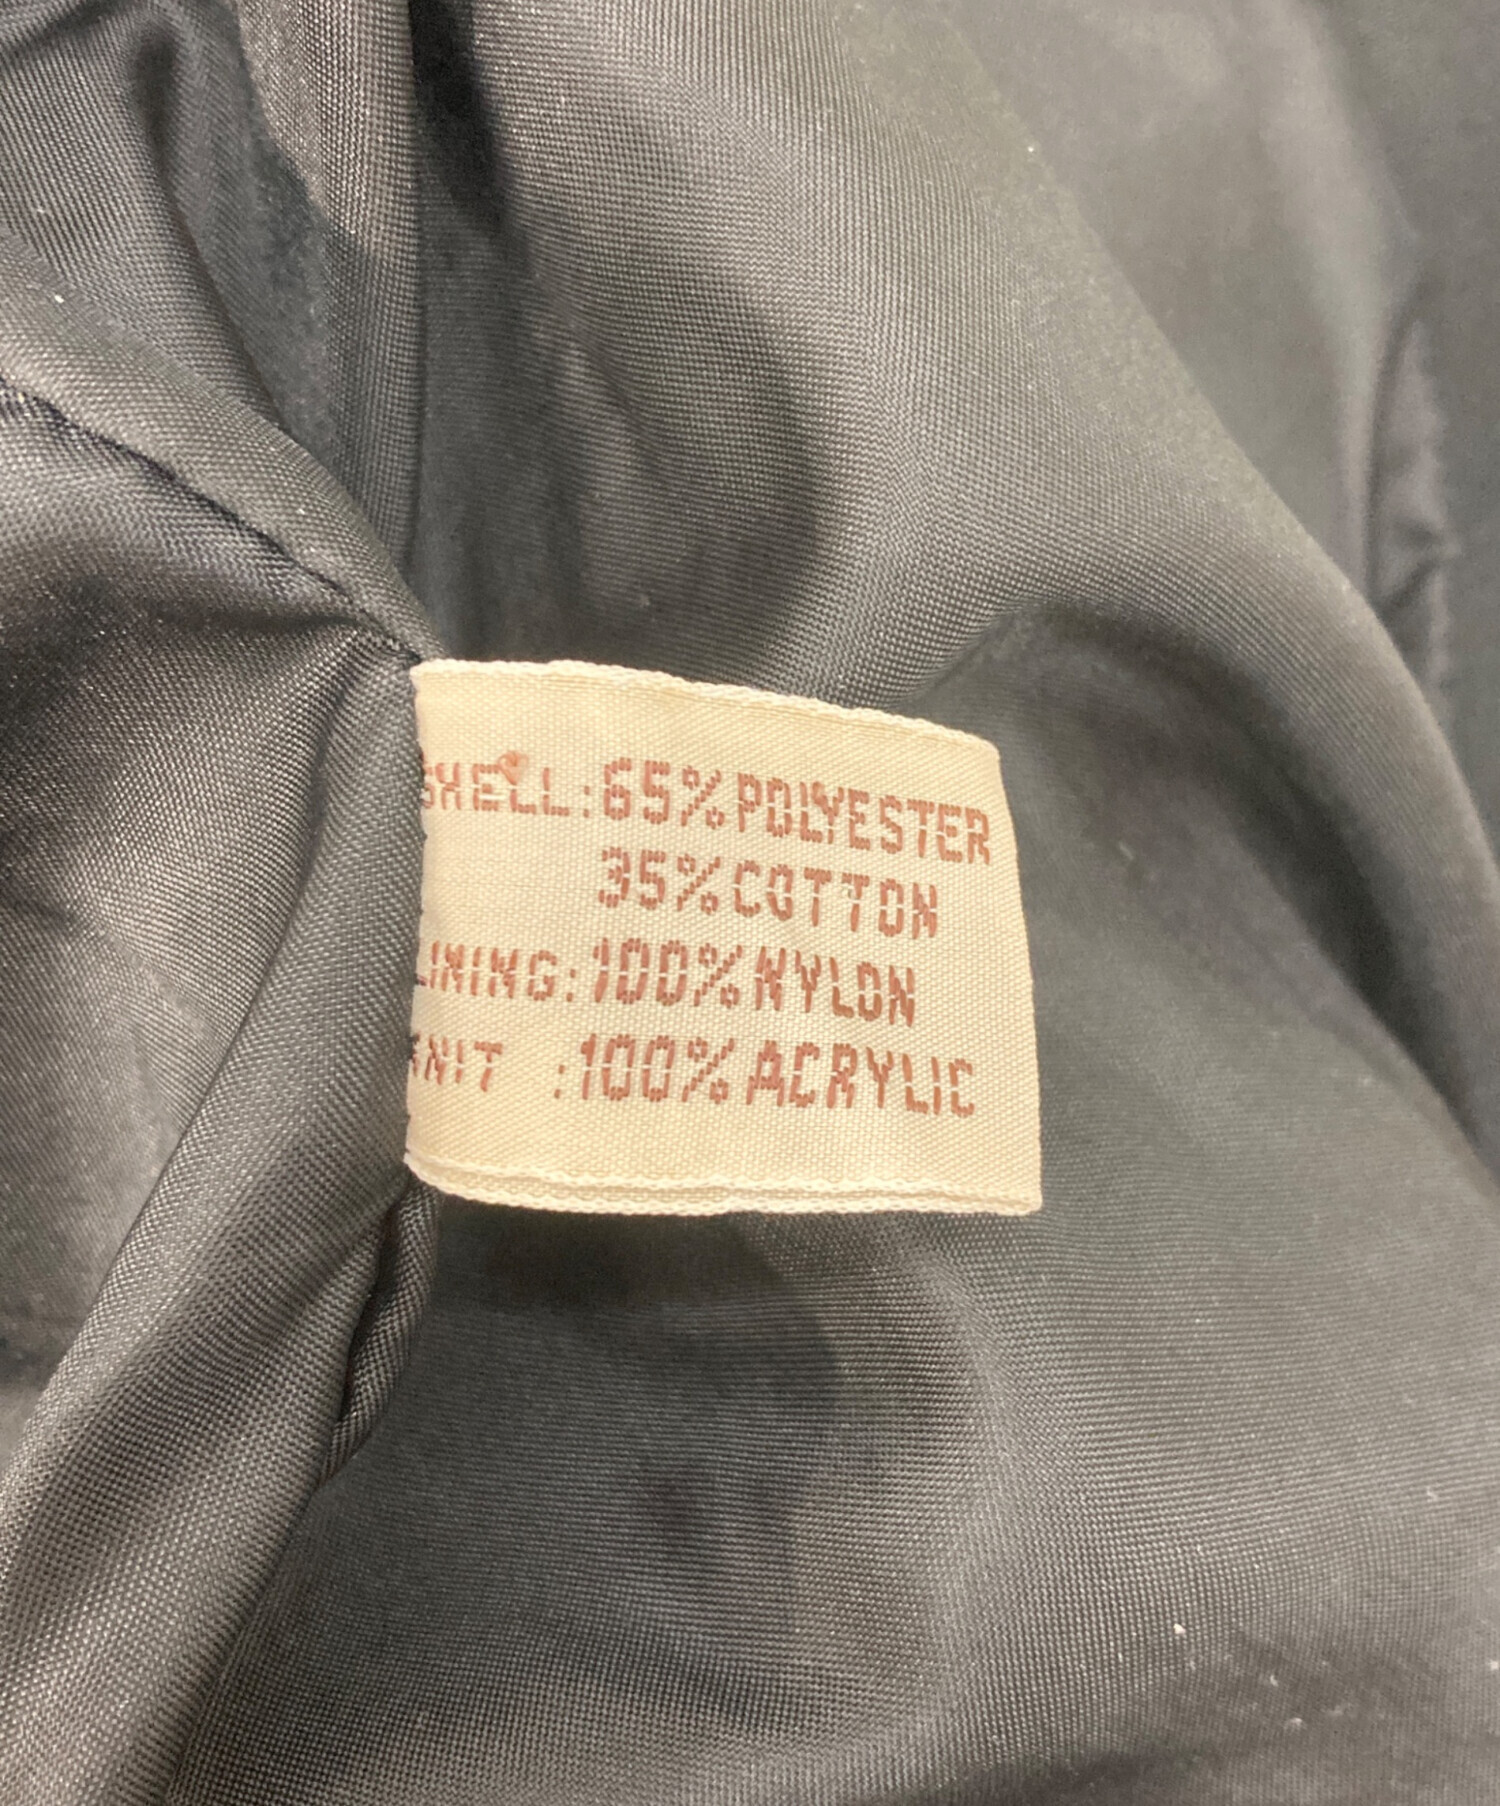 SHELL:65%POLYESTER
35%COTTON
LINING:100%NYLON
KNIT :100%ACRYLIC